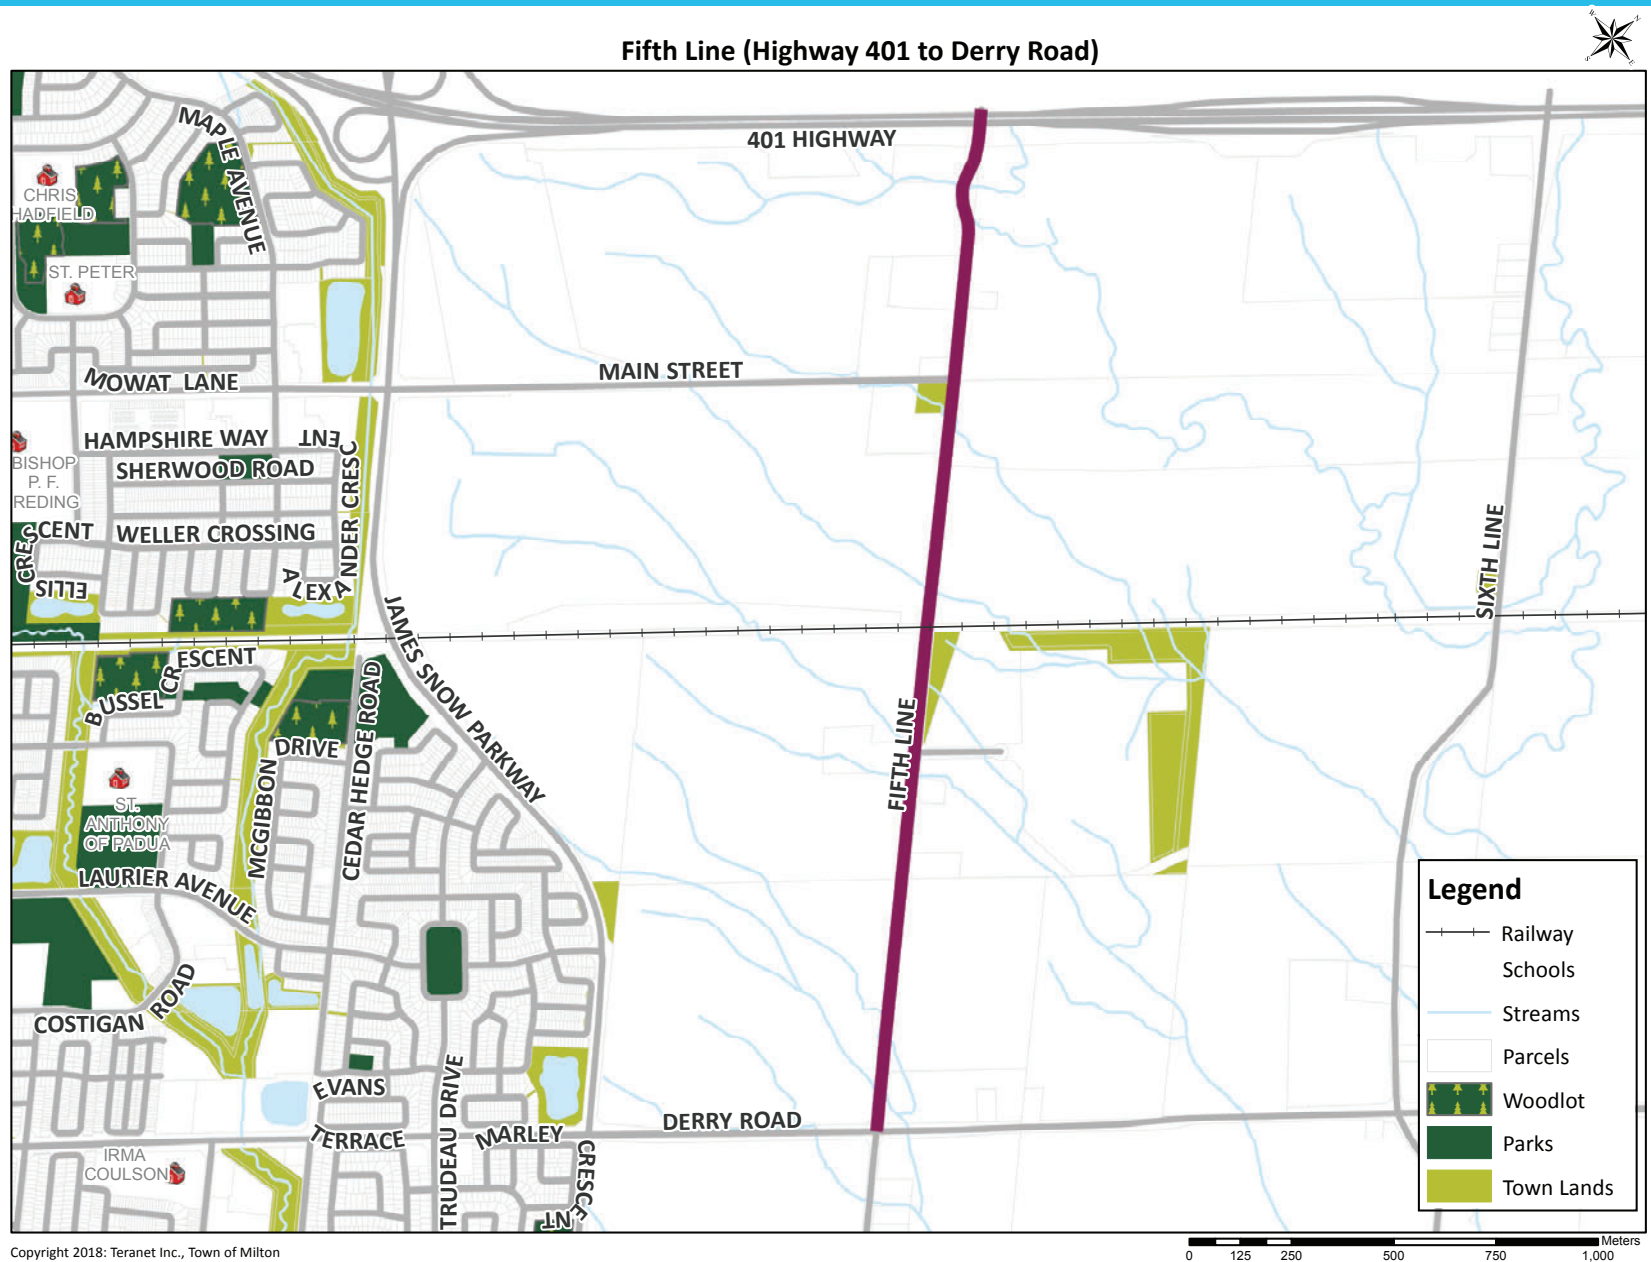 Fifth Line (Highway 401 to Derry Road)
N
W
S
E
401 HIGHWAY
MAPLE AVENUE
CHRIS
HADFIELD
ST. PETER
MAIN STREET
MOWAT LANE
HAMPSHIRE WAY
SHERWOOD ROAD
ALEXANDER CRESCENT
BISHOP
P. F.
REDING
WELLER CROSSING
ELLIS CRESCENT
SIXTH LINE
JAMES SNOW PARKWAY
BUSSEL CRESCENT
CEDAR HEDGE ROAD
MCGIBBON DRIVE
FIFTH LINE
ST.
ANTHONY
OF PADUA
LAURIER AVENUE
COSTIGAN ROAD
EVANS TERRACE
TRUDEAU DRIVE
MARLEY CRESCENT
DERRY ROAD
IRMA
COULSON
Legend
Railway
Schools
Streams
Parcels
Woodlot
Parks
Town Lands
Copyright 2018: Teranet Inc., Town of Milton
Meters
0 125 250 500 750 1,000